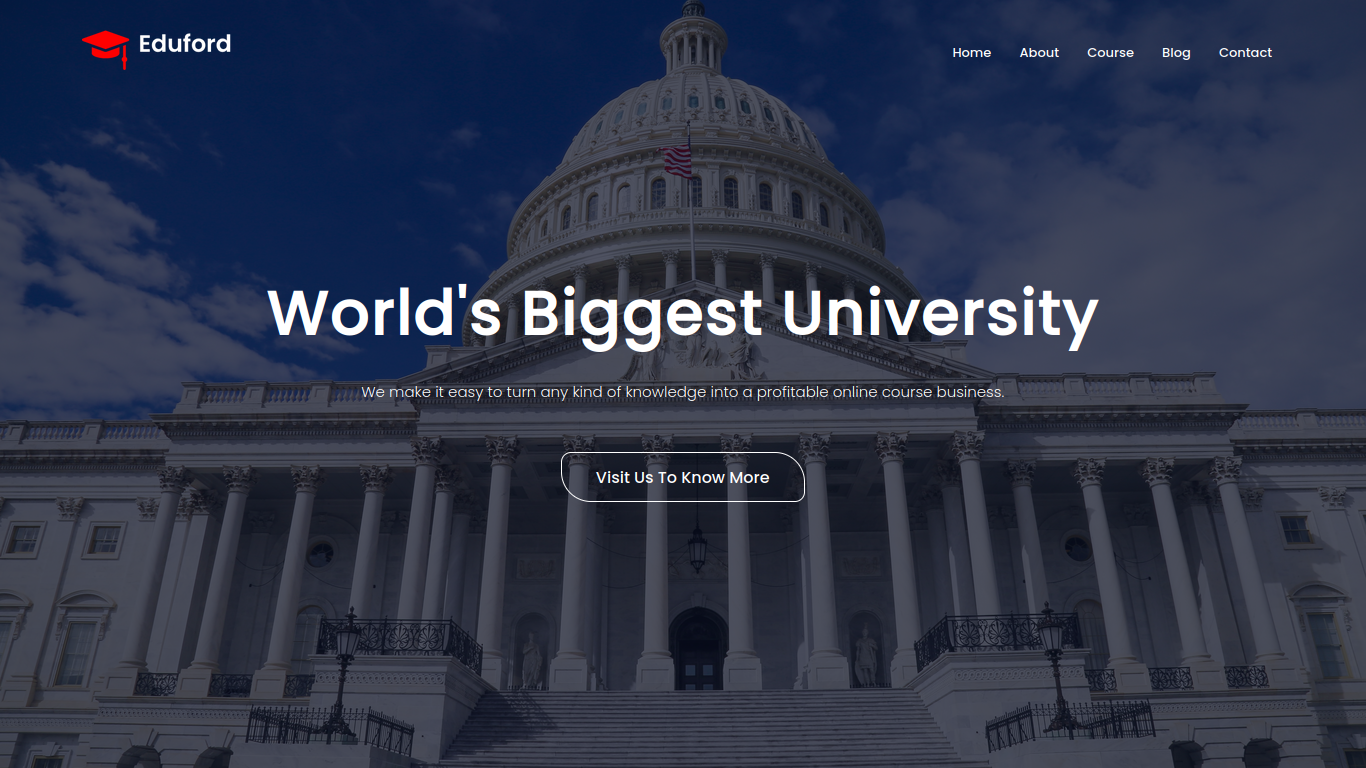 Eduford
Home
About
Course
Blog
Contact
World's Biggest University
We make it easy to turn any kind of knowledge into a profitable online course business.
Visit Us To Know More